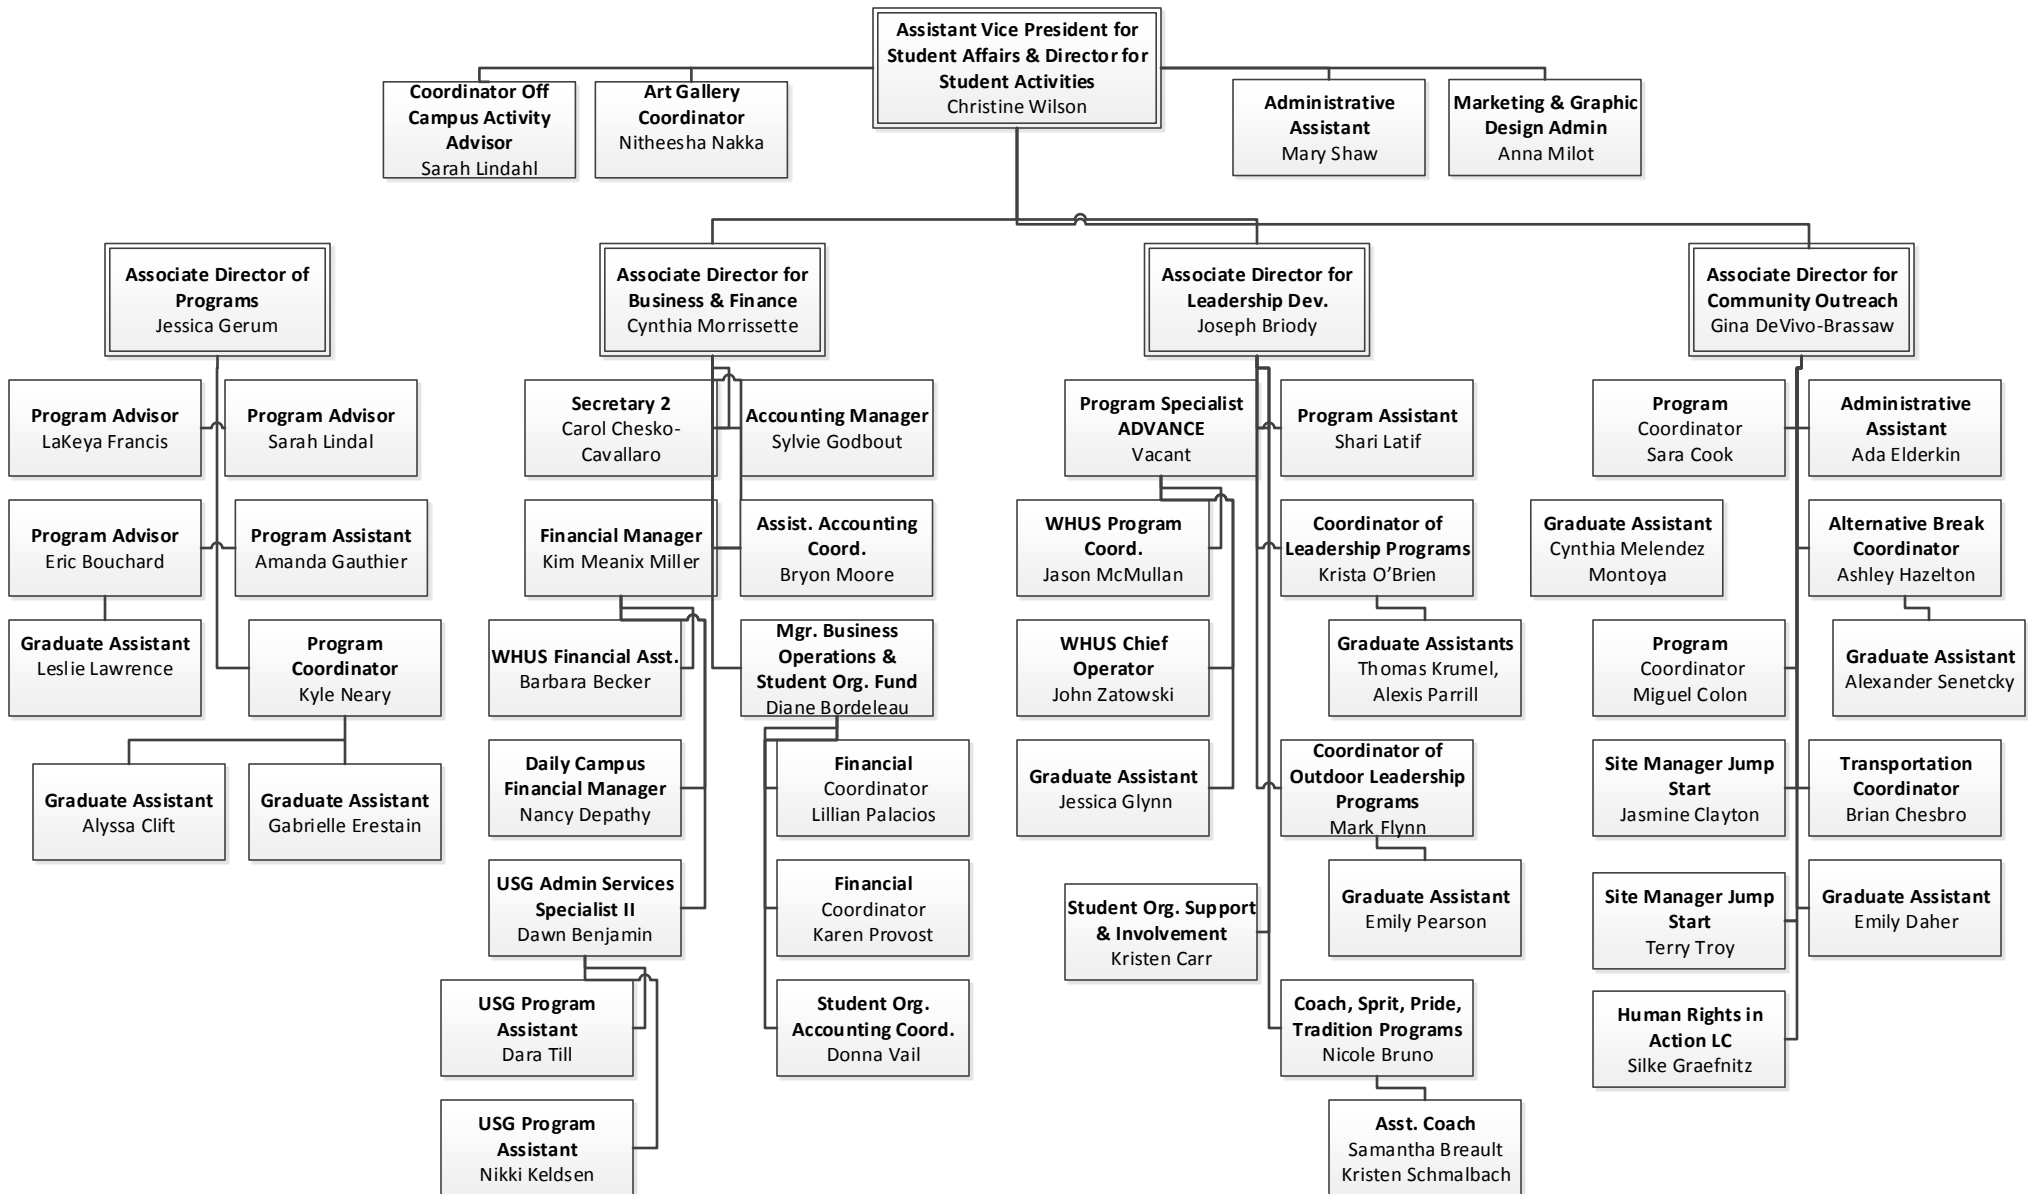 Assistant Vice President for
Student Affairs & Director for
Student Activities
Christine Wilson
Coordinator Off
Campus Activity
Advisor
Sarah Lindahl
Art Gallery
Coordinator
Nitheesha Nakka
Administrative
Assistant
Mary Shaw
Marketing & Graphic
Design Admin
Anna Milot
Associate Director of
Programs
Jessica Gerum
Program Advisor
LaKeya Francis
Program Advisor
Sarah Lindal
Program Advisor
Eric Bouchard
Program Assistant
Amanda Gauthier
Graduate Assistant
Leslie Lawrence
Program
Coordinator
Kyle Neary
Graduate Assistant
Alyssa Clift
Graduate Assistant
Gabrielle Erestain
Associate Director for
Business & Finance
Cynthia Morrissette
Secretary 2
Carol Chesko-
Cavallaro
Accounting Manager
Sylvie Godbout
Financial Manager
Kim Meanix Miller
Assist. Accounting
Coord.
Bryon Moore
WHUS Financial Asst.
Barbara Becker
Mgr. Business
Operations &
Student Org. Fund
Diane Bordeleau
Daily Campus
Financial Manager
Nancy Depathy
Financial
Coordinator
Lillian Palacios
USG Admin Services
Specialist II
Dawn Benjamin
Financial
Coordinator
Karen Provost
USG Program
Assistant
Dara Till
Student Org.
Accounting Coord.
Donna Vail
USG Program
Assistant
Nikki Keldsen
Associate Director for
Leadership Dev.
Joseph Briody
Program Specialist
ADVANCE
Vacant
Program Assistant
Shari Latif
WHUS Program
Coord.
Jason McMullan
Coordinator of
Leadership Programs
Krista O’Brien
WHUS Chief
Operator
John Zatowski
Graduate Assistants
Thomas Krumel,
Alexis Parrill
Graduate Assistant
Jessica Glynn
Coordinator of
Outdoor Leadership
Programs
Mark Flynn
Student Org. Support
& Involvement
Kristen Carr
Graduate Assistant
Emily Pearson
Coach, Sprit, Pride,
Tradition Programs
Nicole Bruno
Asst. Coach
Samantha Breault
Kristen Schmalbach
Associate Director for
Community Outreach
Gina DeVivo-Brassaw
Program
Coordinator
Sara Cook
Administrative
Assistant
Ada Elderkin
Graduate Assistant
Cynthia Melendez
Montoya
Alternative Break
Coordinator
Ashley Hazelton
Program
Coordinator
Miguel Colon
Graduate Assistant
Alexander Senetcky
Site Manager Jump
Start
Jasmine Clayton
Transportation
Coordinator
Brian Chesbro
Site Manager Jump
Start
Terry Troy
Graduate Assistant
Emily Daher
Human Rights in
Action LC
Silke Graefnitz